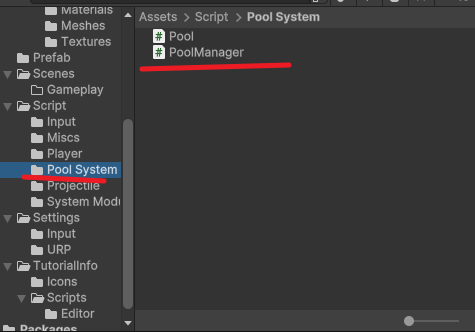 Materials
Meshes
Textures
Prefab
Scenes
Gameplay
Script
Input
Miscs
Player
Pool System
Projectile
System Modu
Settings
Input
URP
TutorialInfo
Icons
Scripts
Editor
Packages
Assets > Script > Pool System
# Pool
# PoolManager